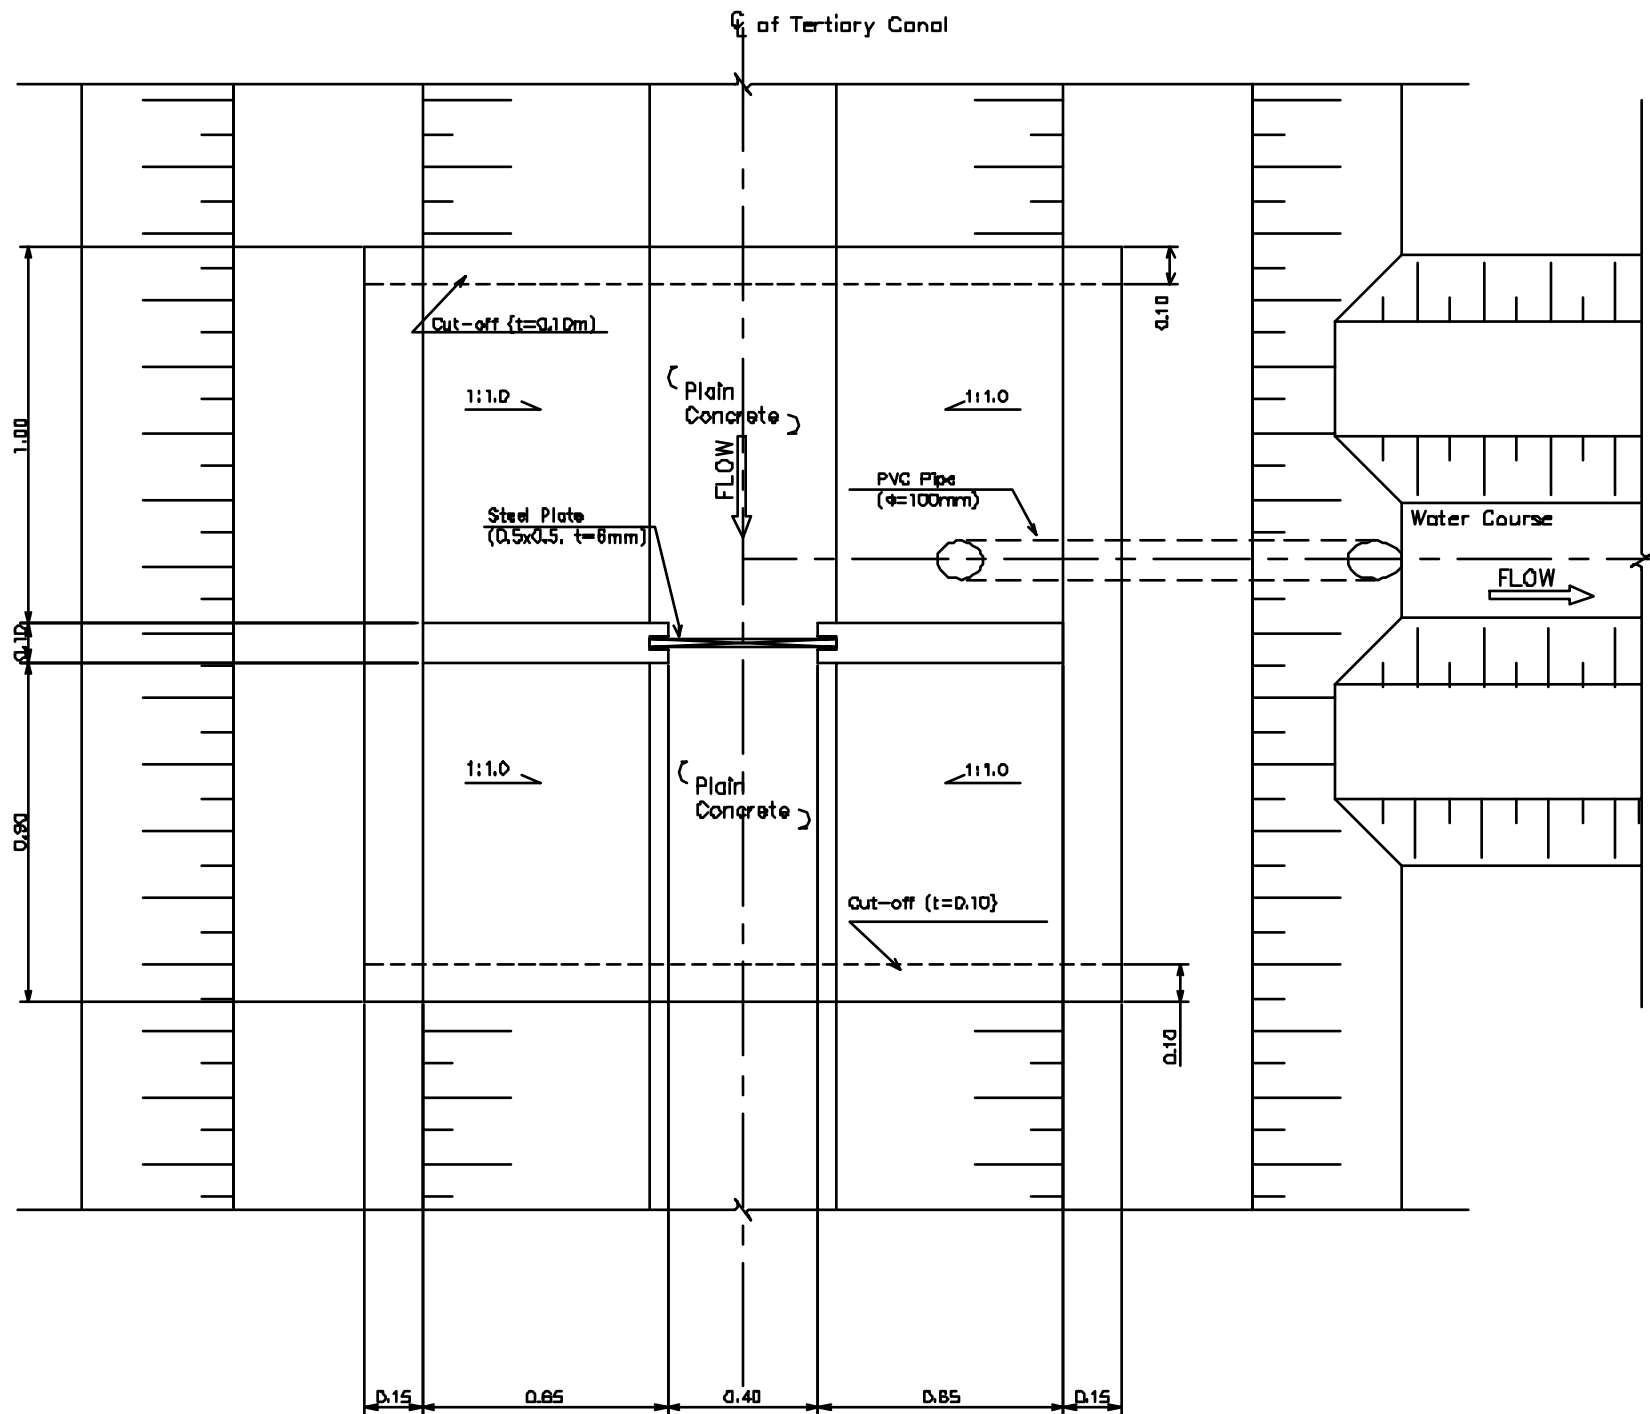 ℄ of Tertiary Canal
Cut-off (t=0.10m)
0.10
1:1.0
Plain
Concrete
1:1.0
1.00
FLOW
PVC Pipe
(φ=100mm)
Steel Plate
(0.5x0.5, t=6mm)
Water Course
FLOW
0.10
1:1.0
Plain
Concrete
1:1.0
0.90
Cut-off (t=0.10)
0.10
0.15
0.65
0.40
0.65
0.15